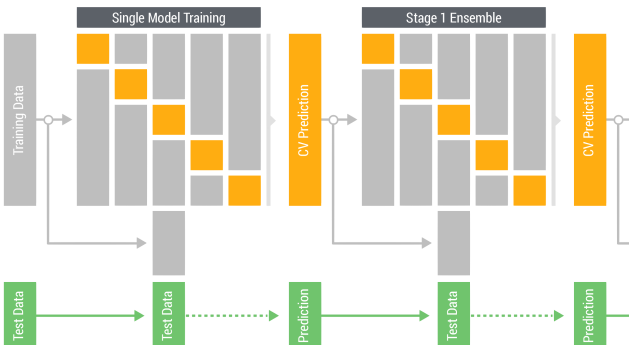 Single Model Training
Stage 1 Ensemble
Training Data
CV Prediction
CV Prediction
Test Data
Test Data
Prediction
Test Data
Prediction